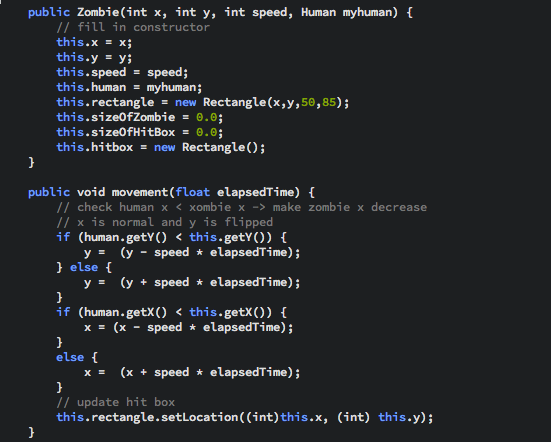 public Zombie(int x, int y, int speed, Human myhuman) {
// fill in constructor
this.x = x;
this.y = y;
this.speed = speed;
this.human = myhuman;
this.rectangle = new Rectangle(x,y,50,85);
this.sizeOfZombie = 0.0;
this.sizeOfHitBox = 0.0;
this.hitbox = new Rectangle();
}
public void movement(float elapsedTime) {
// check human x < xombie x -> make zombie x decrease
// x is normal and y is flipped
if (human.getY() < this.getY()) {
y =  (y - speed * elapsedTime);
} else {
y =  (y + speed * elapsedTime);
}
if (human.getX() < this.getX()) {
x = (x - speed * elapsedTime);
}
else {
x =  (x + speed * elapsedTime);
}
// update hit box
this.rectangle.setLocation((int)this.x, (int) this.y);
}